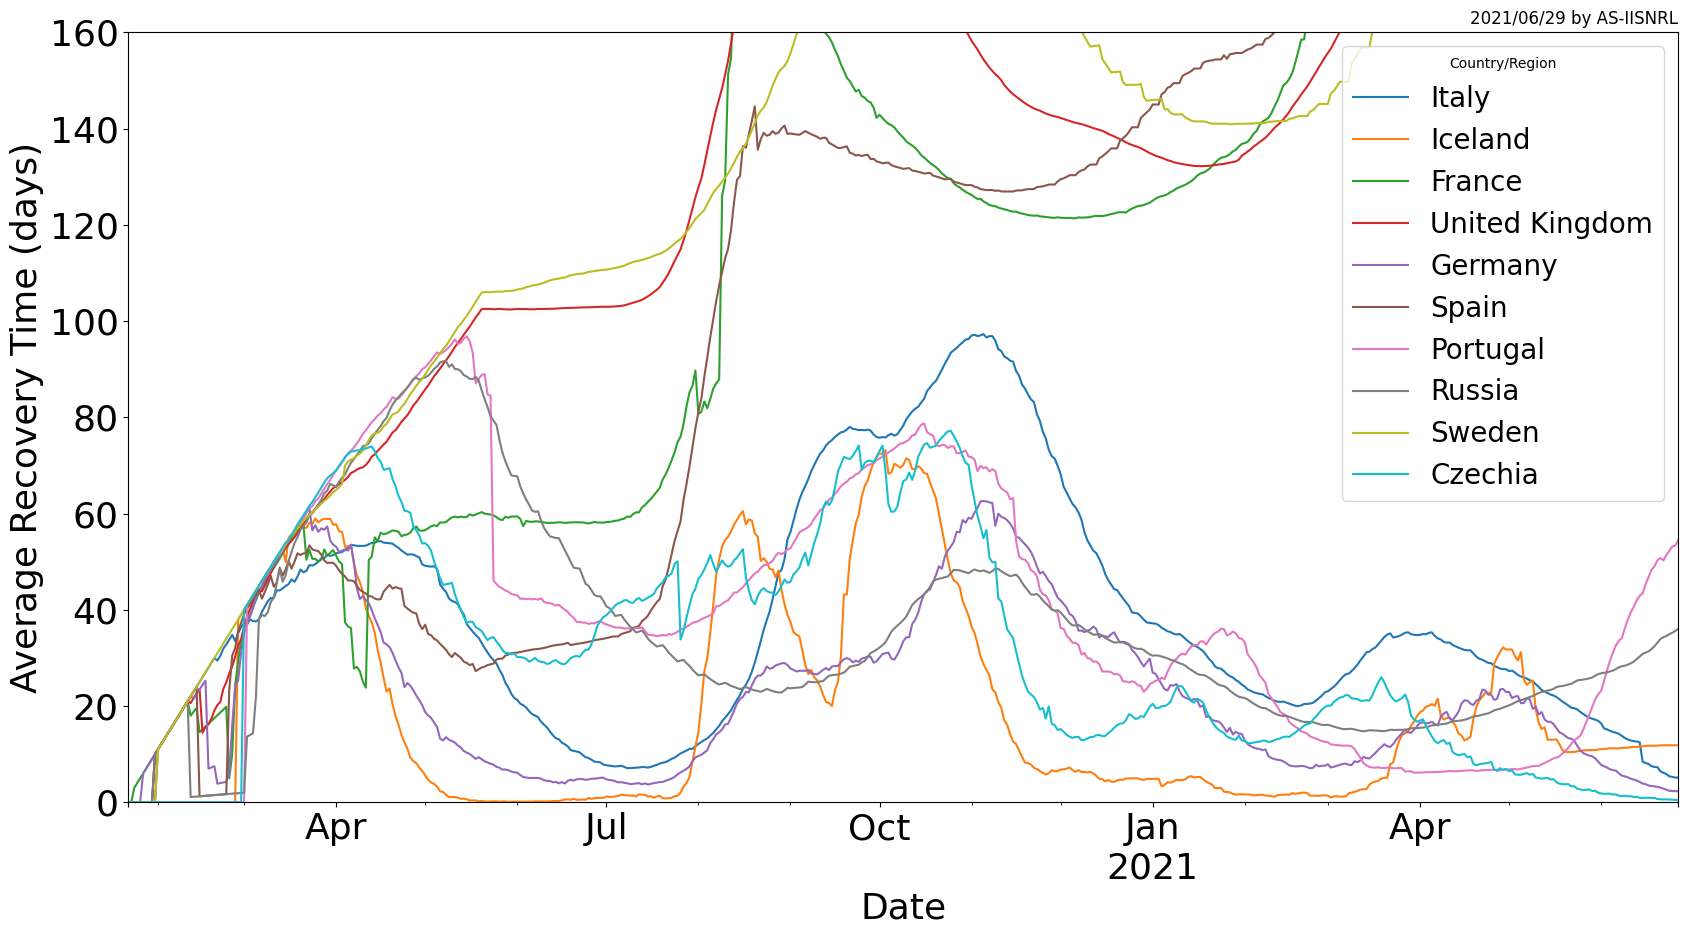 2021/06/29 by AS-IISNRL
160
140
120
100
80
60
40
20
0
Average Recovery Time (days)
Country/Region
Italy
Iceland
France
United Kingdom
Germany
Spain
Portugal
Russia
Sweden
Czechia
Apr
Jul
Oct
Jan
Apr
2021
Date